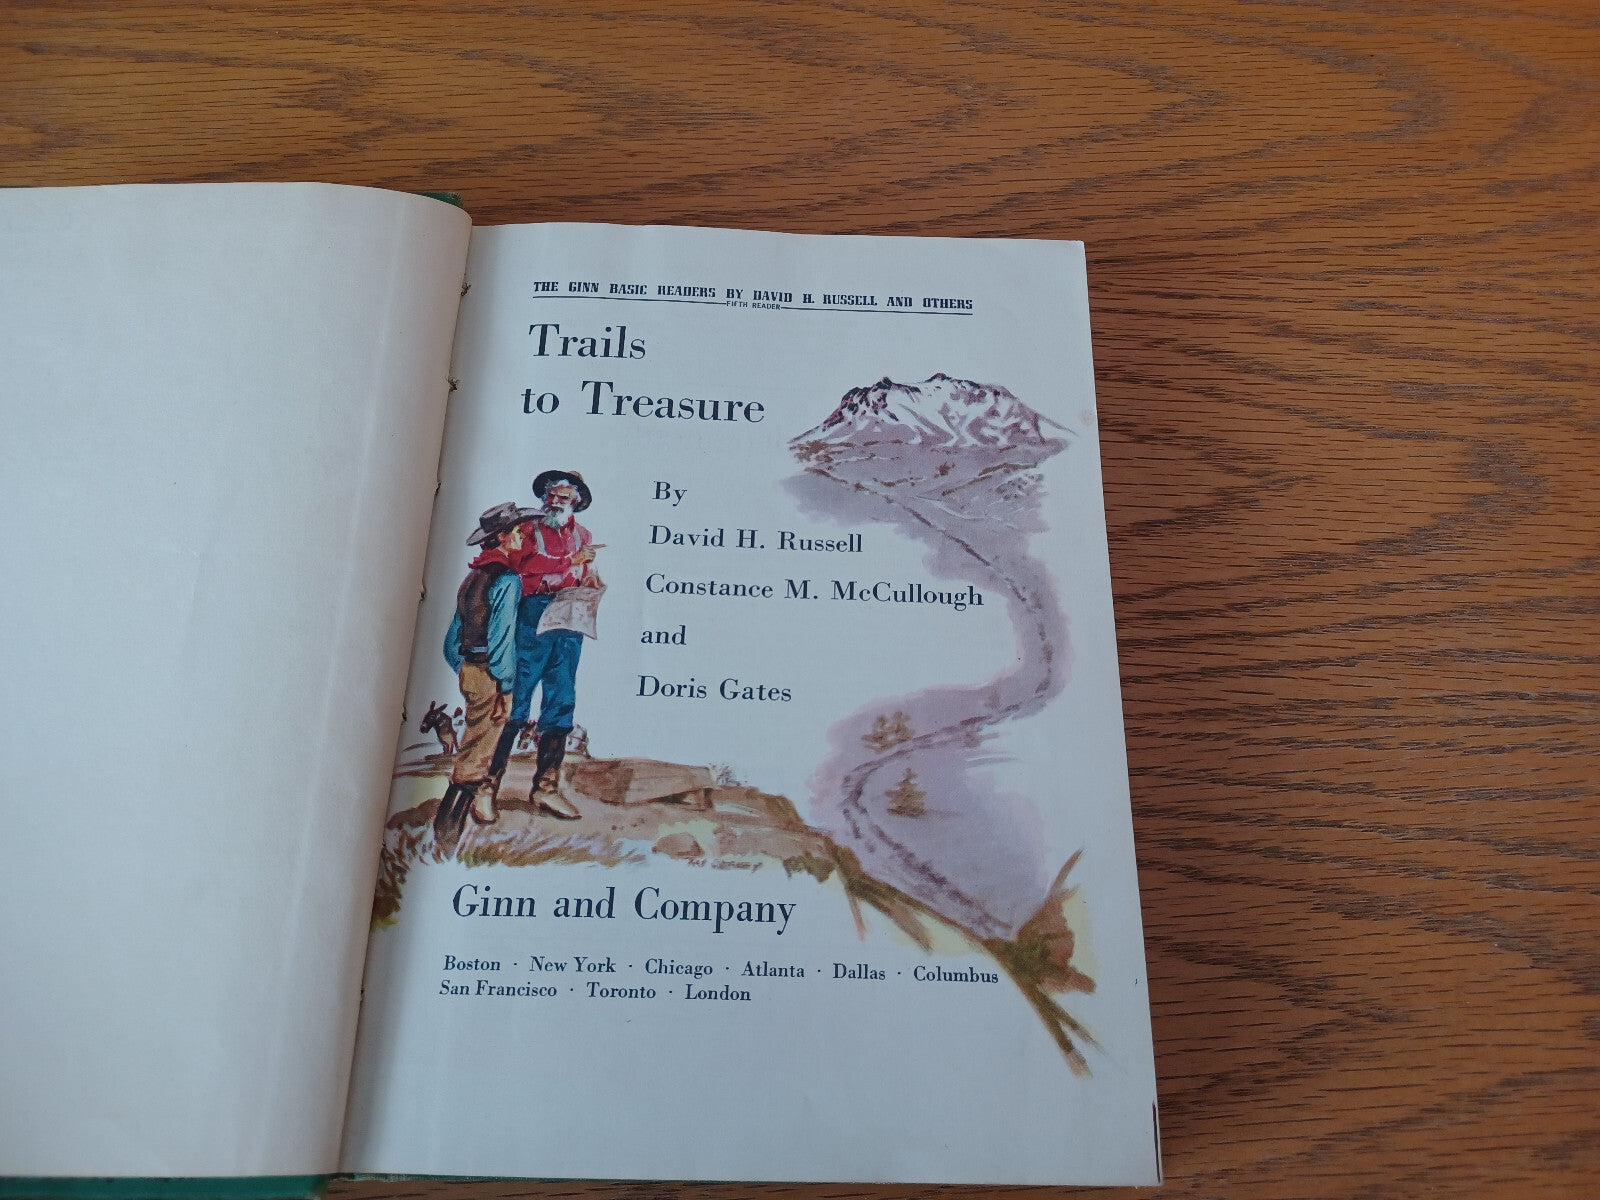 THE GINN BASIC READERS BY DAVID H. RUSSELL AND OTHERS
FIFTH READER
Trails
to Treasure
By
David H. Russell
Constance M. McCullough
and
Doris Gates
Ginn and Company
Boston · New York · Chicago · Atlanta · Dallas · Columbus
San Francisco · Toronto · London